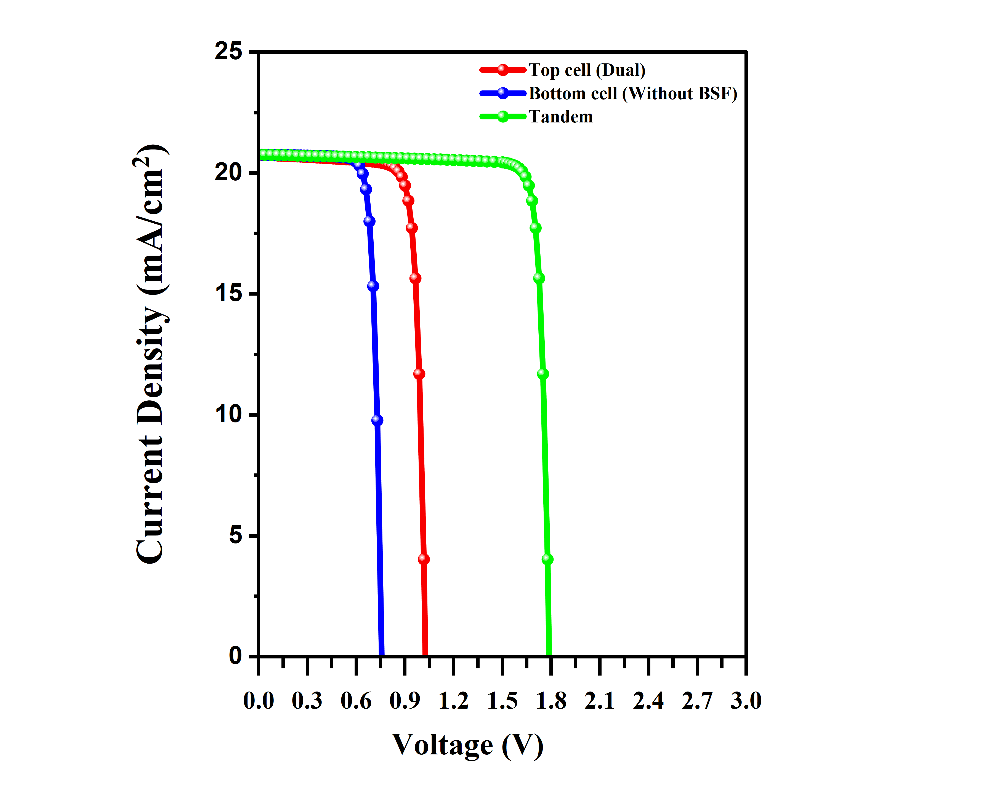 25
20
15
10
5
0
Top cell (Dual)
Bottom cell (Without BSF)
Tandem
Current Density (mA/cm²)
0.0 0.3 0.6 0.9 1.2 1.5 1.8 2.1 2.4 2.7 3.0
Voltage (V)